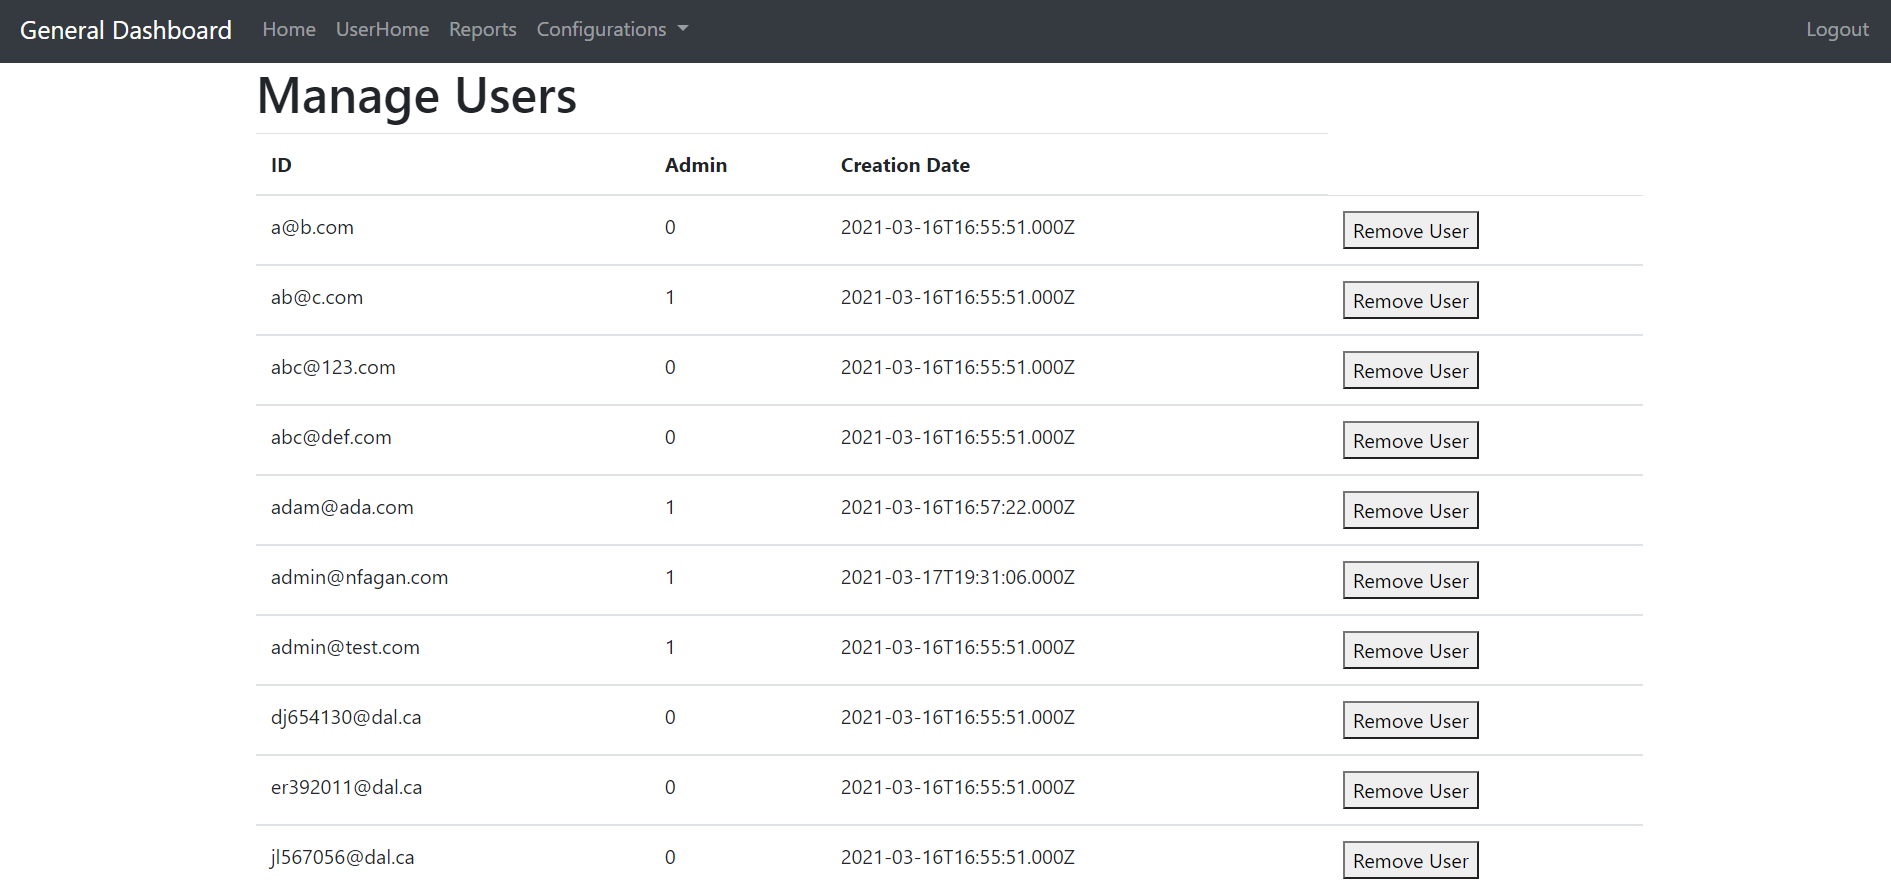 General Dashboard Home UserHome Reports Configurations Logout
Manage Users
ID Admin Creation Date
a@b.com 0 2021-03-16T16:55:51.000Z Remove User
ab@c.com 1 2021-03-16T16:55:51.000Z Remove User
abc@123.com 0 2021-03-16T16:55:51.000Z Remove User
abc@def.com 0 2021-03-16T16:55:51.000Z Remove User
adam@ada.com 1 2021-03-16T16:57:22.000Z Remove User
admin@nfagan.com 1 2021-03-17T19:31:06.000Z Remove User
admin@test.com 1 2021-03-16T16:55:51.000Z Remove User
dj654130@dal.ca 0 2021-03-16T16:55:51.000Z Remove User
er392011@dal.ca 0 2021-03-16T16:55:51.000Z Remove User
jl567056@dal.ca 0 2021-03-16T16:55:51.000Z Remove User